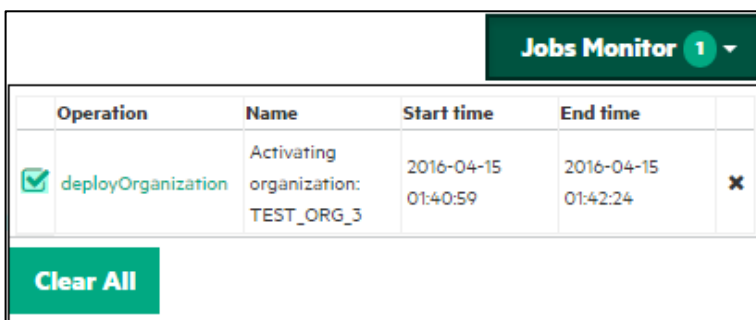 Jobs Monitor 1
Operation Name Start time End time
deployOrganization Activating organization: TEST_ORG_3 2016-04-15 01:40:59 2016-04-15 01:42:24
Clear All